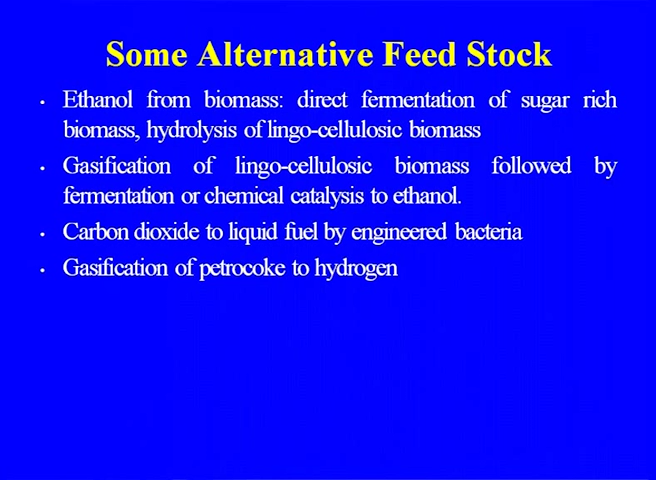 Some Alternative Feed Stock
• Ethanol from biomass: direct fermentation of sugar rich
biomass, hydrolysis of lingo-cellulosic biomass
• Gasification of lingo-cellulosic biomass followed by
fermentation or chemical catalysis to ethanol.
• Carbon dioxide to liquid fuel by engineered bacteria
• Gasification of petrocoke to hydrogen